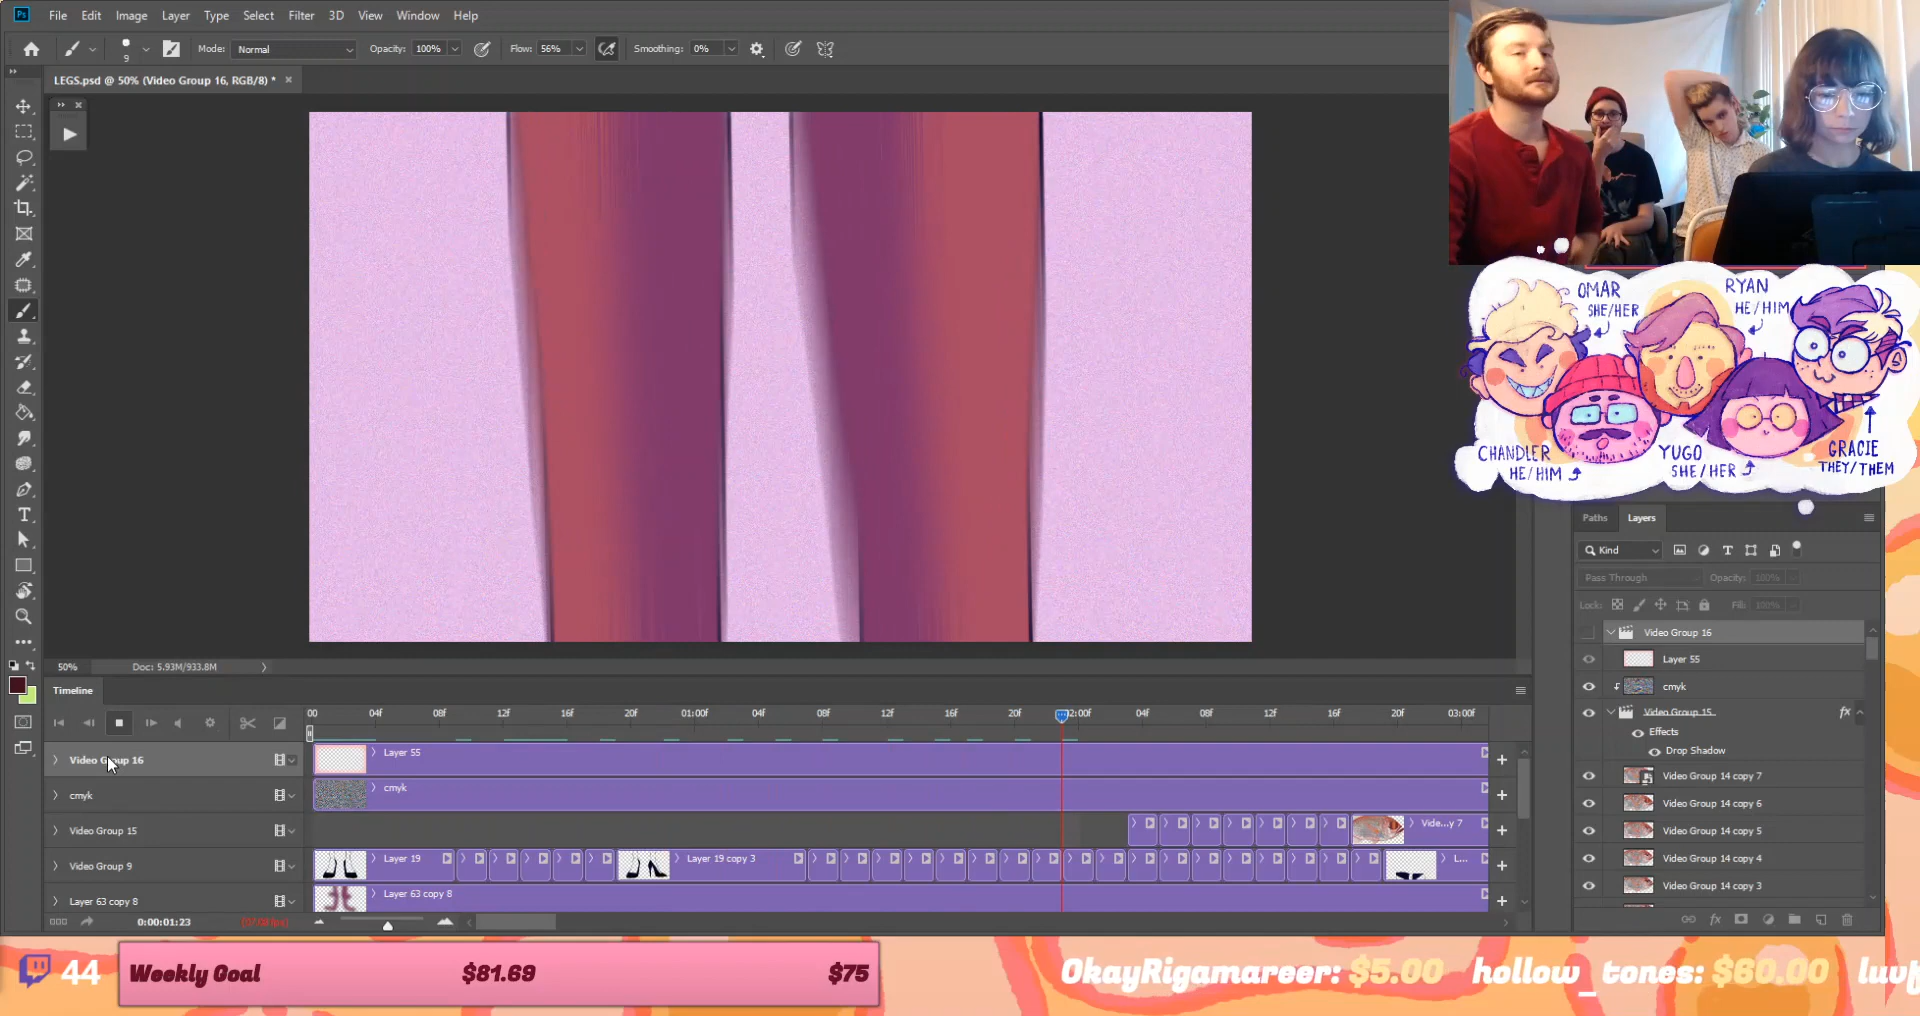 Ps File Edit Image Layer Type Select Filter 3D View Window Help
9 Mode: Normal Opacity: 100% Flow: 56% Smoothing: 0%
LEGS.psd @ 50% (Video Group 16, RGB/8) *
OMAR
SHE/HER
RYAN
HE/HIM
CHANDLER
HE/HIM
YUGO
SHE/HER
GRACIE
THEY/THEM
Paths Layers
Kind
Pass Through Opacity: 100%
Lock: Fill: 100%
Video Group 16
Layer 55
cmyk
Video Group 15
fx
Effects
Drop Shadow
Video Group 14 copy 7
Video Group 14 copy 6
Video Group 14 copy 5
Video Group 14 copy 4
Video Group 14 copy 3
fx
50% Doc: 5.93M/933.8M
Timeline
00 04f 08f 12f 16f 20f 01:00f 04f 08f 12f 16f 20f 02:00f 04f 08f 12f 16f 20f 03:00f
Video Group 16 Layer 55
cmyk cmyk
Video Group 15 Vide...y 7
Video Group 9 Layer 19 Layer 19 copy 3 L...
Layer 63 copy 8 Layer 63 copy 8
0:00:01:23
44 Weekly Goal $81.69 $75 OkayRigamareer: $5.00 hollow_tones: $60.00